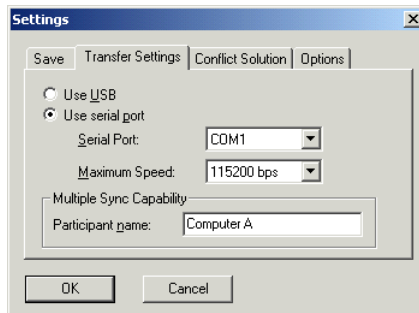 Settings
Save Transfer Settings Conflict Solution Options
Use USB
Use serial port
Serial Port: COM1
Maximum Speed: 115200 bps
Multiple Sync Capability
Participant name: Computer A
OK Cancel